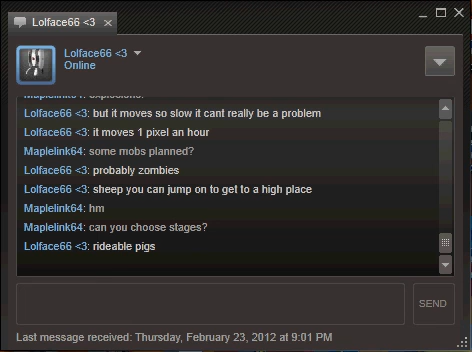 Lolface66 <3
Lolface66 <3
Online
Lolface66 <3: but it moves so slow it cant really be a problem
Lolface66 <3: it moves 1 pixel an hour
Maplelink64: some mobs planned?
Lolface66 <3: probably zombies
Lolface66 <3: sheep you can jump on to get to a high place
Maplelink64: hm
Maplelink64: can you choose stages?
Lolface66 <3: rideable pigs
SEND
Last message received: Thursday, February 23, 2012 at 9:01 PM